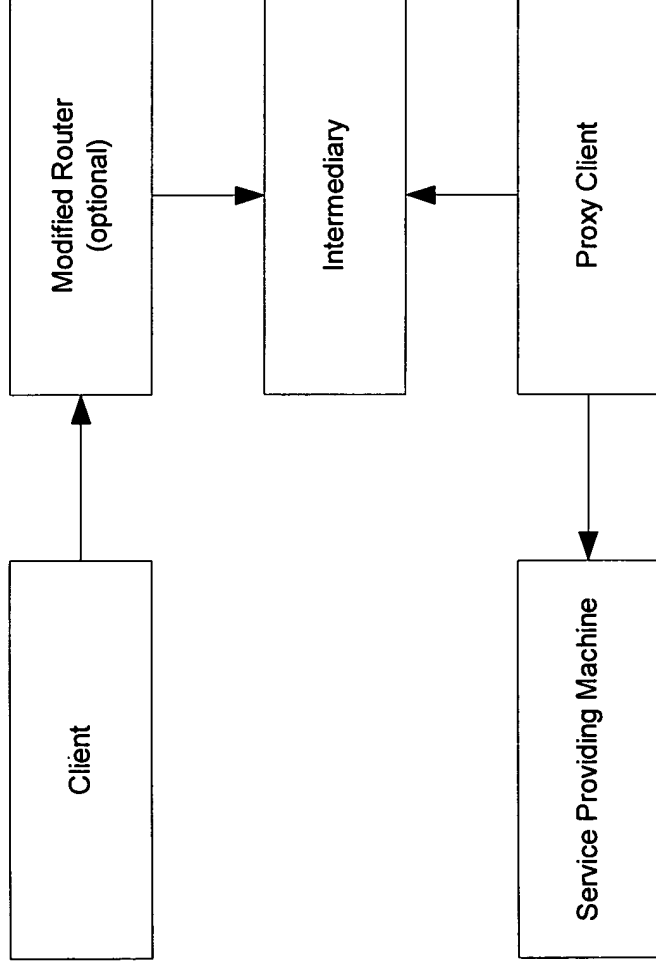 Client
Modified Router
(optional)
Intermediary
Proxy Client
Service Providing Machine